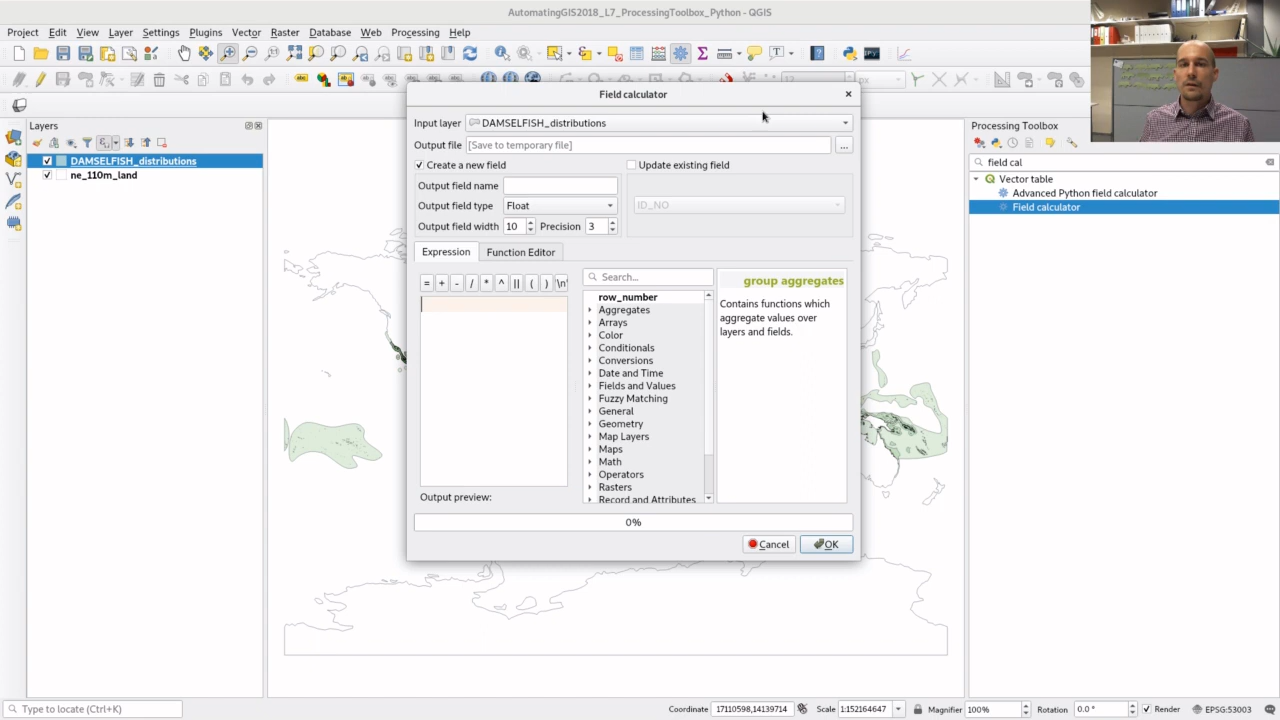 AutomatingGIS2018_L7_ProcessingToolbox_Python - QGIS
Project Edit View Layer Settings Plugins Vector Raster Database Web Processing Help
Layers
DAMSELFISH_distributions
ne_110m_land
Field calculator
Input layer DAMSELFISH_distributions
Output file [Save to temporary file] ...
Create a new field Update existing field
Output field name
Output field type Float ID_NO
Output field width 10 Precision 3
Expression Function Editor
= + - / * ^ || ( ) \n'
Search...
row_number
Aggregates
Arrays
Color
Conditionals
Conversions
Date and Time
Fields and Values
Fuzzy Matching
General
Geometry
Map Layers
Maps
Math
Operators
Rasters
Record and Attributes
group aggregates
Contains functions which
aggregate values over
layers and fields.
Output preview:
0%
Cancel OK
Processing Toolbox
field cal
Vector table
Advanced Python field calculator
Field calculator
Type to locate (Ctrl+K) Coordinate 17110598,14139714 Scale 1:152164647 Magnifier 100% Rotation 0.0 ° Render EPSG:53003